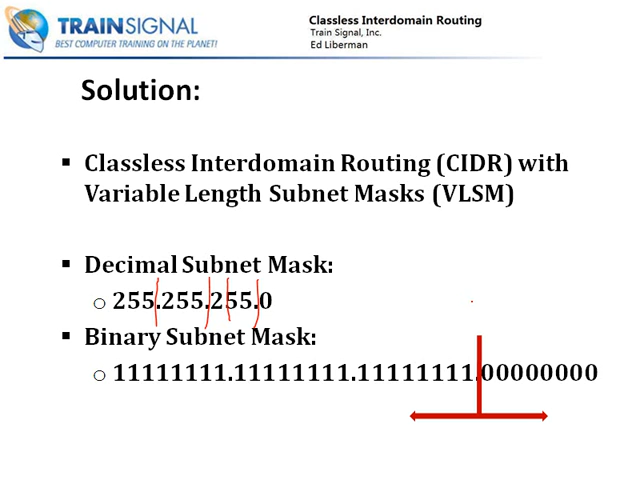 TRAINSIGNAL
BEST COMPUTER TRAINING ON THE PLANET!
Classless Interdomain Routing
Train Signal, Inc.
Ed Liberman
Solution:
▪ Classless Interdomain Routing (CIDR) with
Variable Length Subnet Masks (VLSM)
▪ Decimal Subnet Mask:
o 255.255.255.0
▪ Binary Subnet Mask:
o 11111111.11111111.11111111.00000000